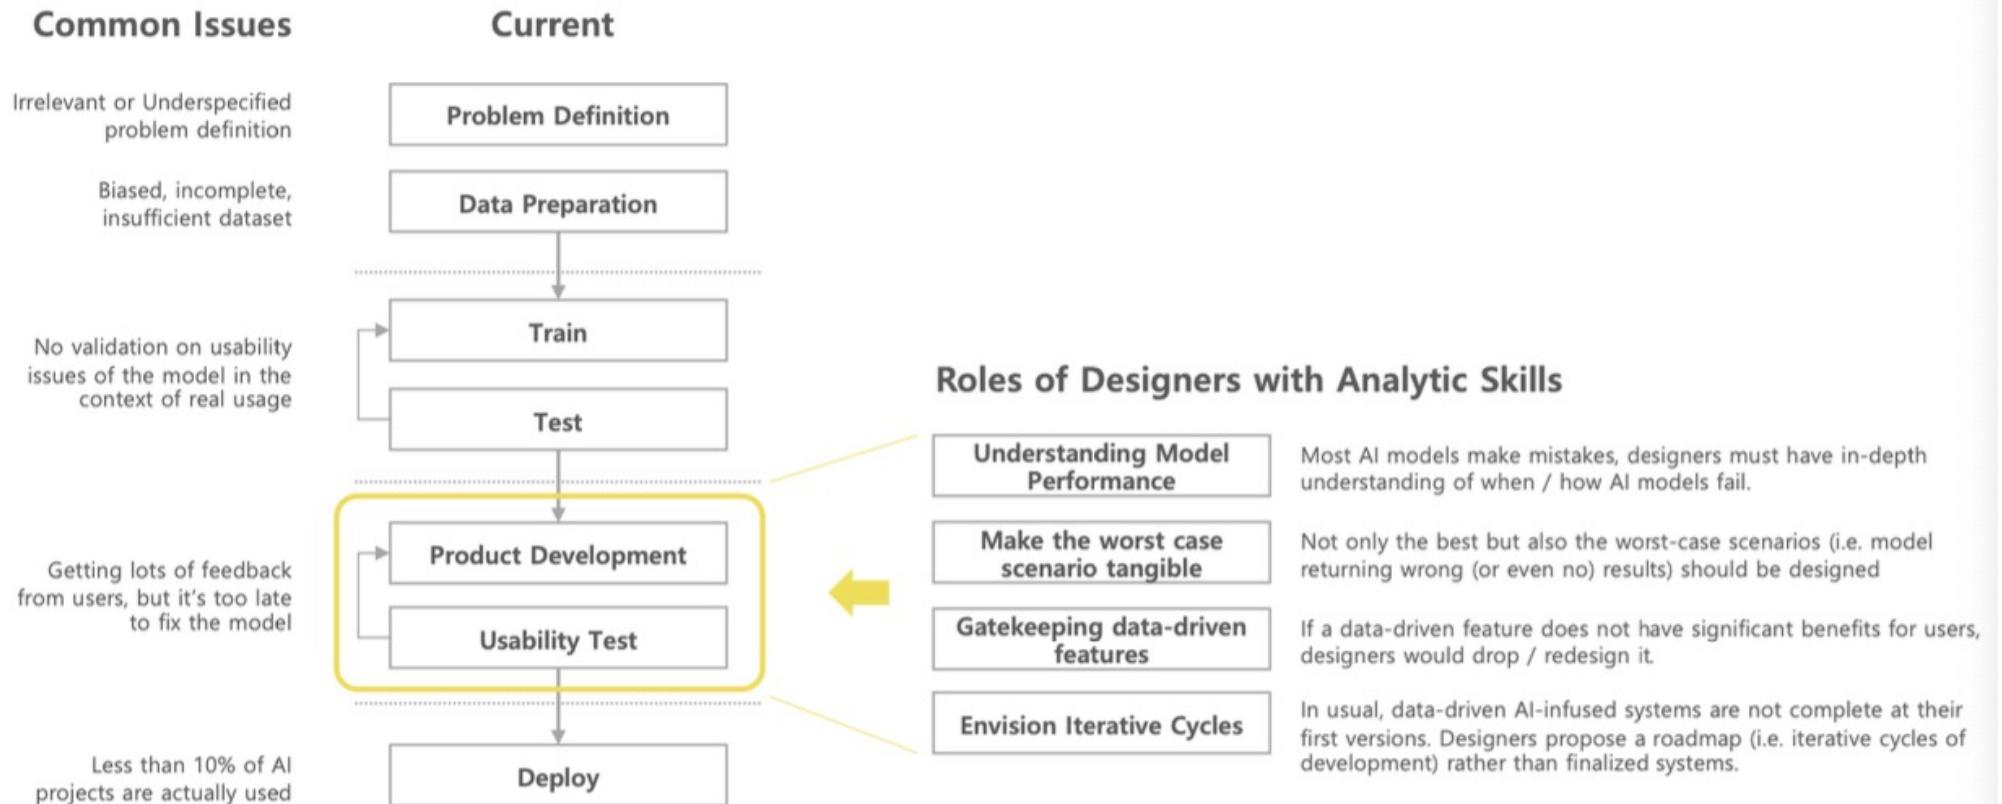 Common Issues
Current
Irrelevant or Underspecified
problem definition
Problem Definition
Biased, incomplete,
insufficient dataset
Data Preparation
No validation on usability
issues of the model in the
context of real usage
Train
Test
Getting lots of feedback
from users, but it's too late
to fix the model
Product Development
Usability Test
Less than 10% of AI
projects are actually used
Deploy
Roles of Designers with Analytic Skills
Understanding Model
Performance
Most AI models make mistakes, designers must have in-depth
understanding of when / how AI models fail.
Make the worst case
scenario tangible
Not only the best but also the worst-case scenarios (i.e. model
returning wrong (or even no) results) should be designed
Gatekeeping data-driven
features
If a data-driven feature does not have significant benefits for users,
designers would drop / redesign it.
Envision Iterative Cycles
In usual, data-driven AI-infused systems are not complete at their
first versions. Designers propose a roadmap (i.e. iterative cycles of
development) rather than finalized systems.